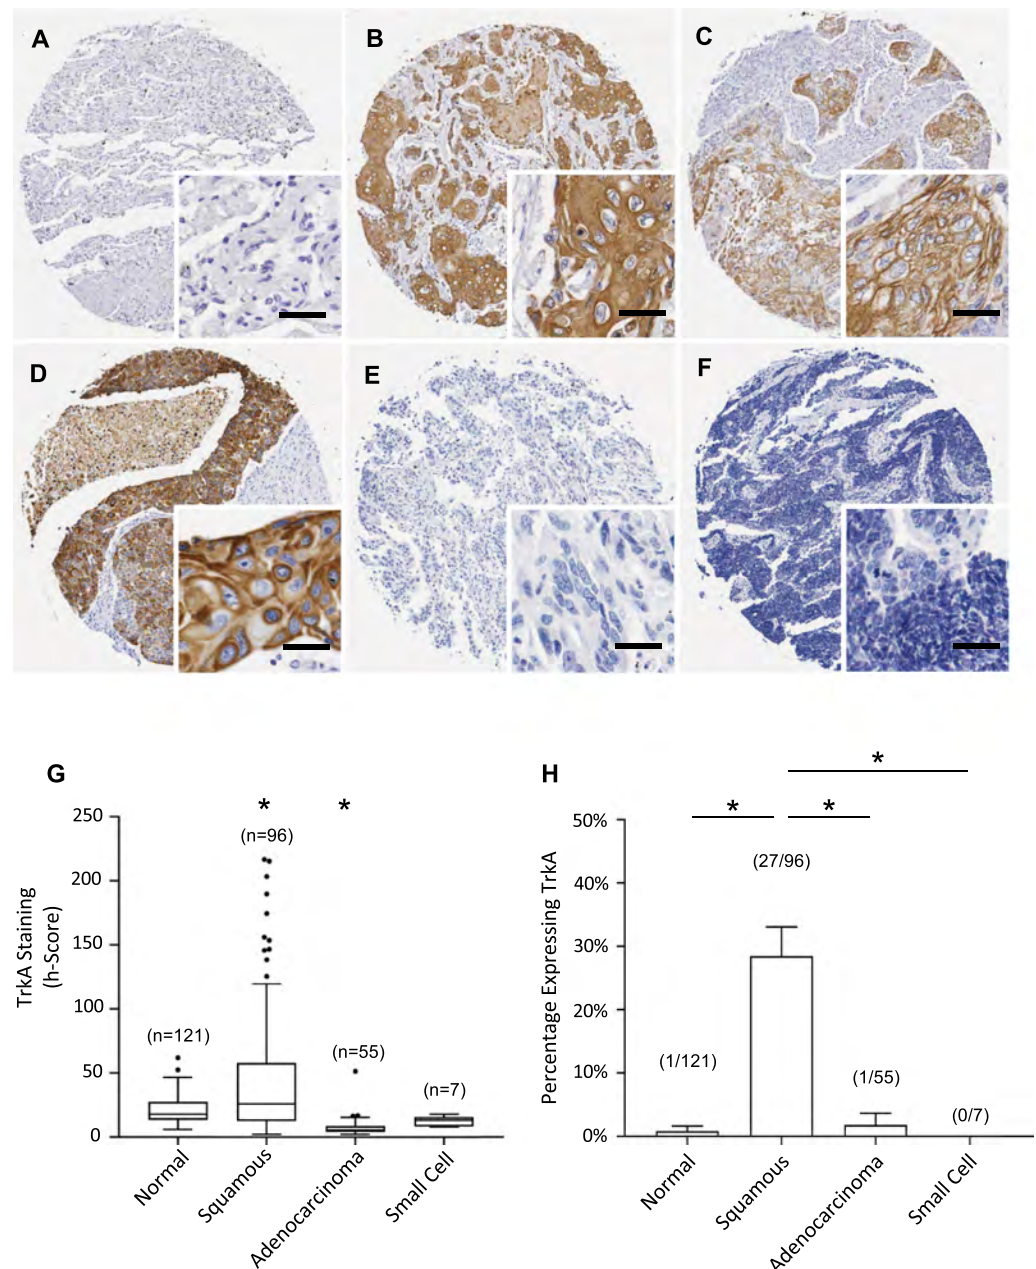 A
B
C
D
E
F
G
250
200
150
100
50
0
TrkA Staining
(h-Score)
*
*
(n=121)
(n=96)
(n=55)
(n=7)
Normal
Squamous
Adenocarcinoma
Small Cell
H
50%
40%
30%
20%
10%
0%
Percentage Expressing TrkA
*
*
*
(1/121)
(27/96)
(1/55)
(0/7)
Normal
Squamous
Adenocarcinoma
Small Cell